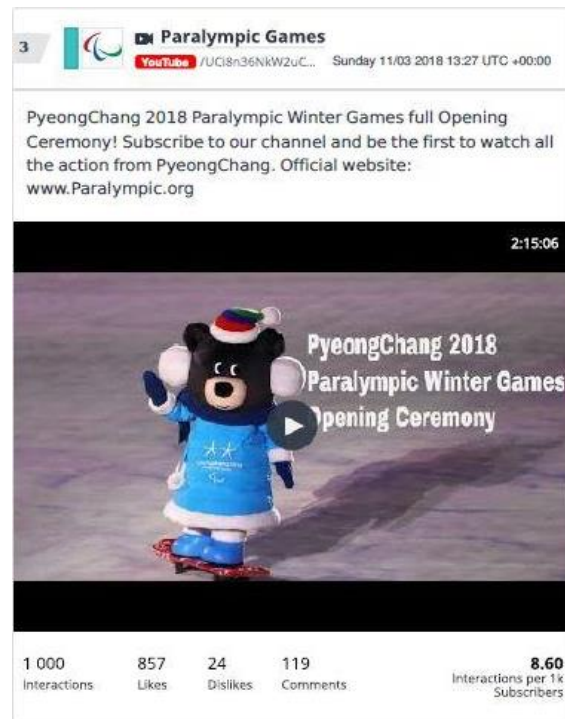 3
Paralympic Games
YouTube /UCi8n36NkW2uC... Sunday 11/03 2018 13:27 UTC +00:00
PyeongChang 2018 Paralympic Winter Games full Opening
Ceremony! Subscribe to our channel and be the first to watch all
the action from PyeongChang. Official website:
www.Paralympic.org
2:15:06
PyeongChang 2018
Paralympic Winter Games
Opening Ceremony
1 000 857 24 119 8.60
Interactions Likes Dislikes Comments Interactions per 1k
Subscribers